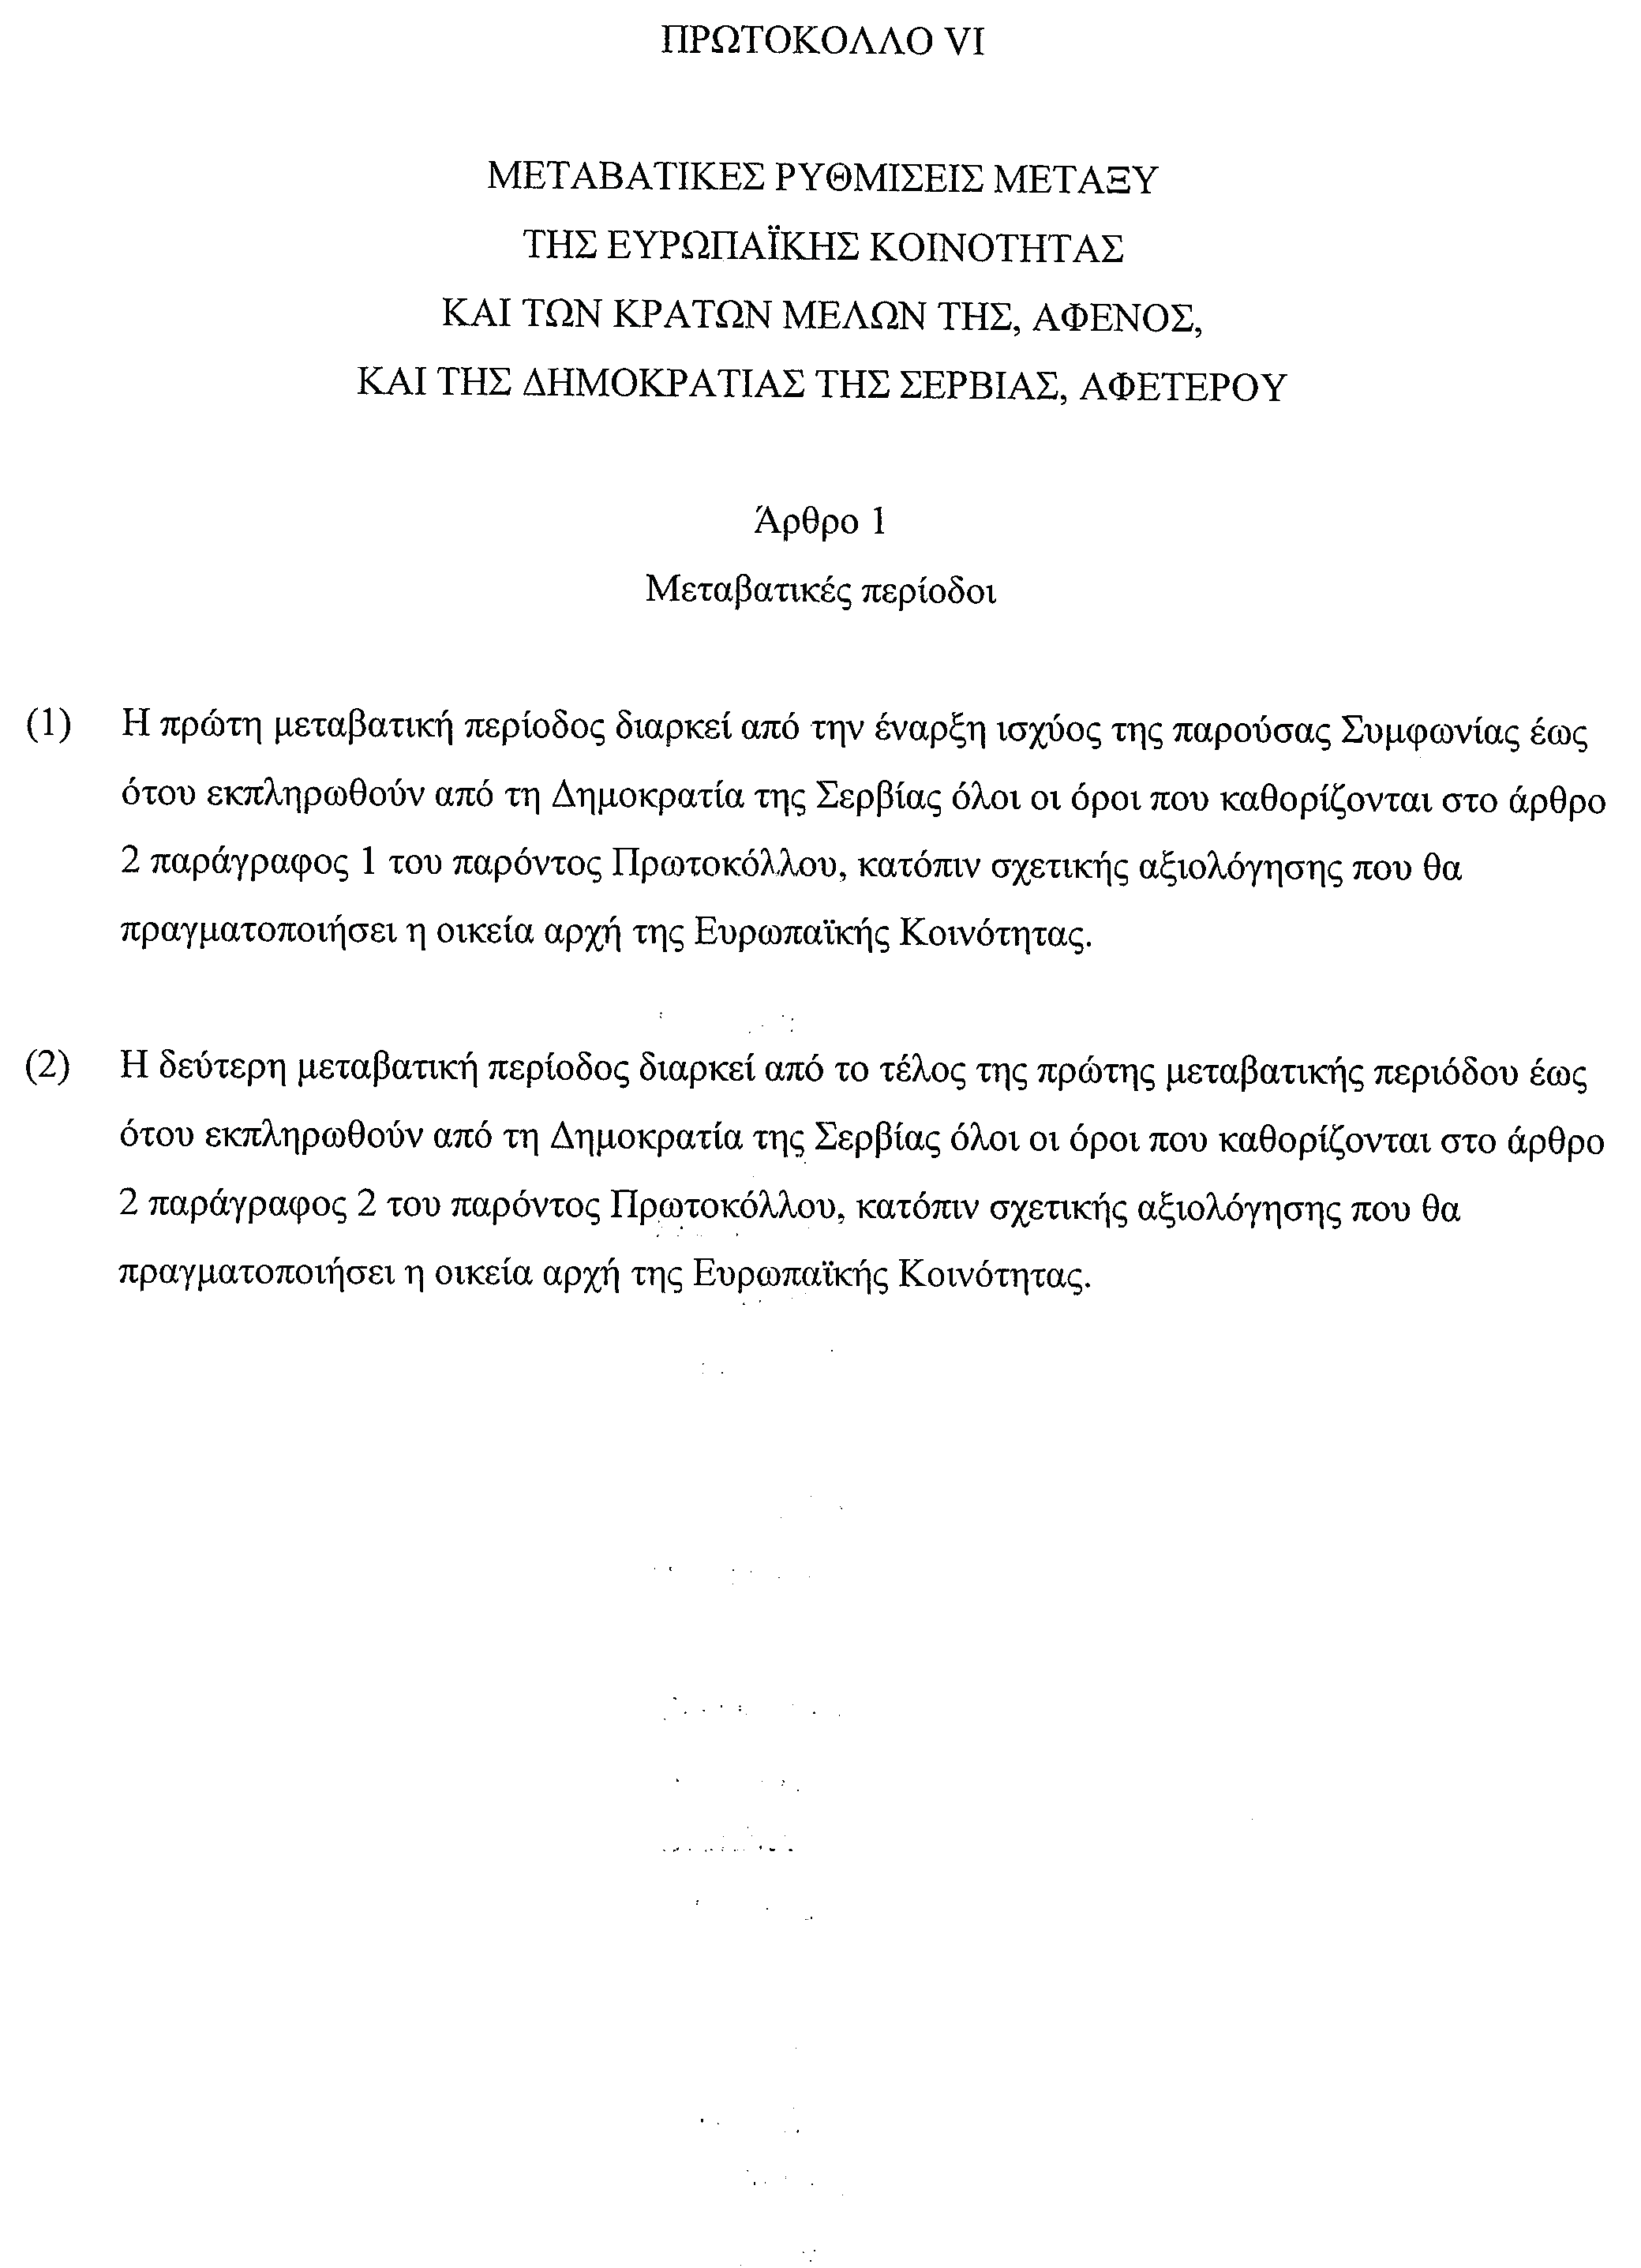 ΠΡΩΤΟΚΟΛΛΟ VI
ΜΕΤΑΒΑΤΙΚΕΣ ΡΥΘΜΙΣΕΙΣ ΜΕΤΑΞΥ
ΤΗΣ ΕΥΡΩΠΑΪΚΗΣ ΚΟΙΝΟΤΗΤΑΣ
ΚΑΙ ΤΩΝ ΚΡΑΤΩΝ ΜΕΛΩΝ ΤΗΣ, ΑΦΕΝΟΣ,
ΚΑΙ ΤΗΣ ΔΗΜΟΚΡΑΤΙΑΣ ΤΗΣ ΣΕΡΒΙΑΣ, ΑΦΕΤΕΡΟΥ
Άρθρο 1
Μεταβατικές περίοδοι
(1) Η πρώτη μεταβατική περίοδος διαρκεί από την έναρξη ισχύος της παρούσας Συμφωνίας έως
ότου εκπληρωθούν από τη Δημοκρατία της Σερβίας όλοι οι όροι που καθορίζονται στο άρθρο
2 παράγραφος 1 του παρόντος Πρωτοκόλλου, κατόπιν σχετικής αξιολόγησης που θα
πραγματοποιήσει η οικεία αρχή της Ευρωπαϊκής Κοινότητας.
(2) Η δεύτερη μεταβατική περίοδος διαρκεί από το τέλος της πρώτης μεταβατικής περιόδου έως
ότου εκπληρωθούν από τη Δημοκρατία της Σερβίας όλοι οι όροι που καθορίζονται στο άρθρο
2 παράγραφος 2 του παρόντος Πρωτοκόλλου, κατόπιν σχετικής αξιολόγησης που θα
πραγματοποιήσει η οικεία αρχή της Ευρωπαϊκής Κοινότητας.